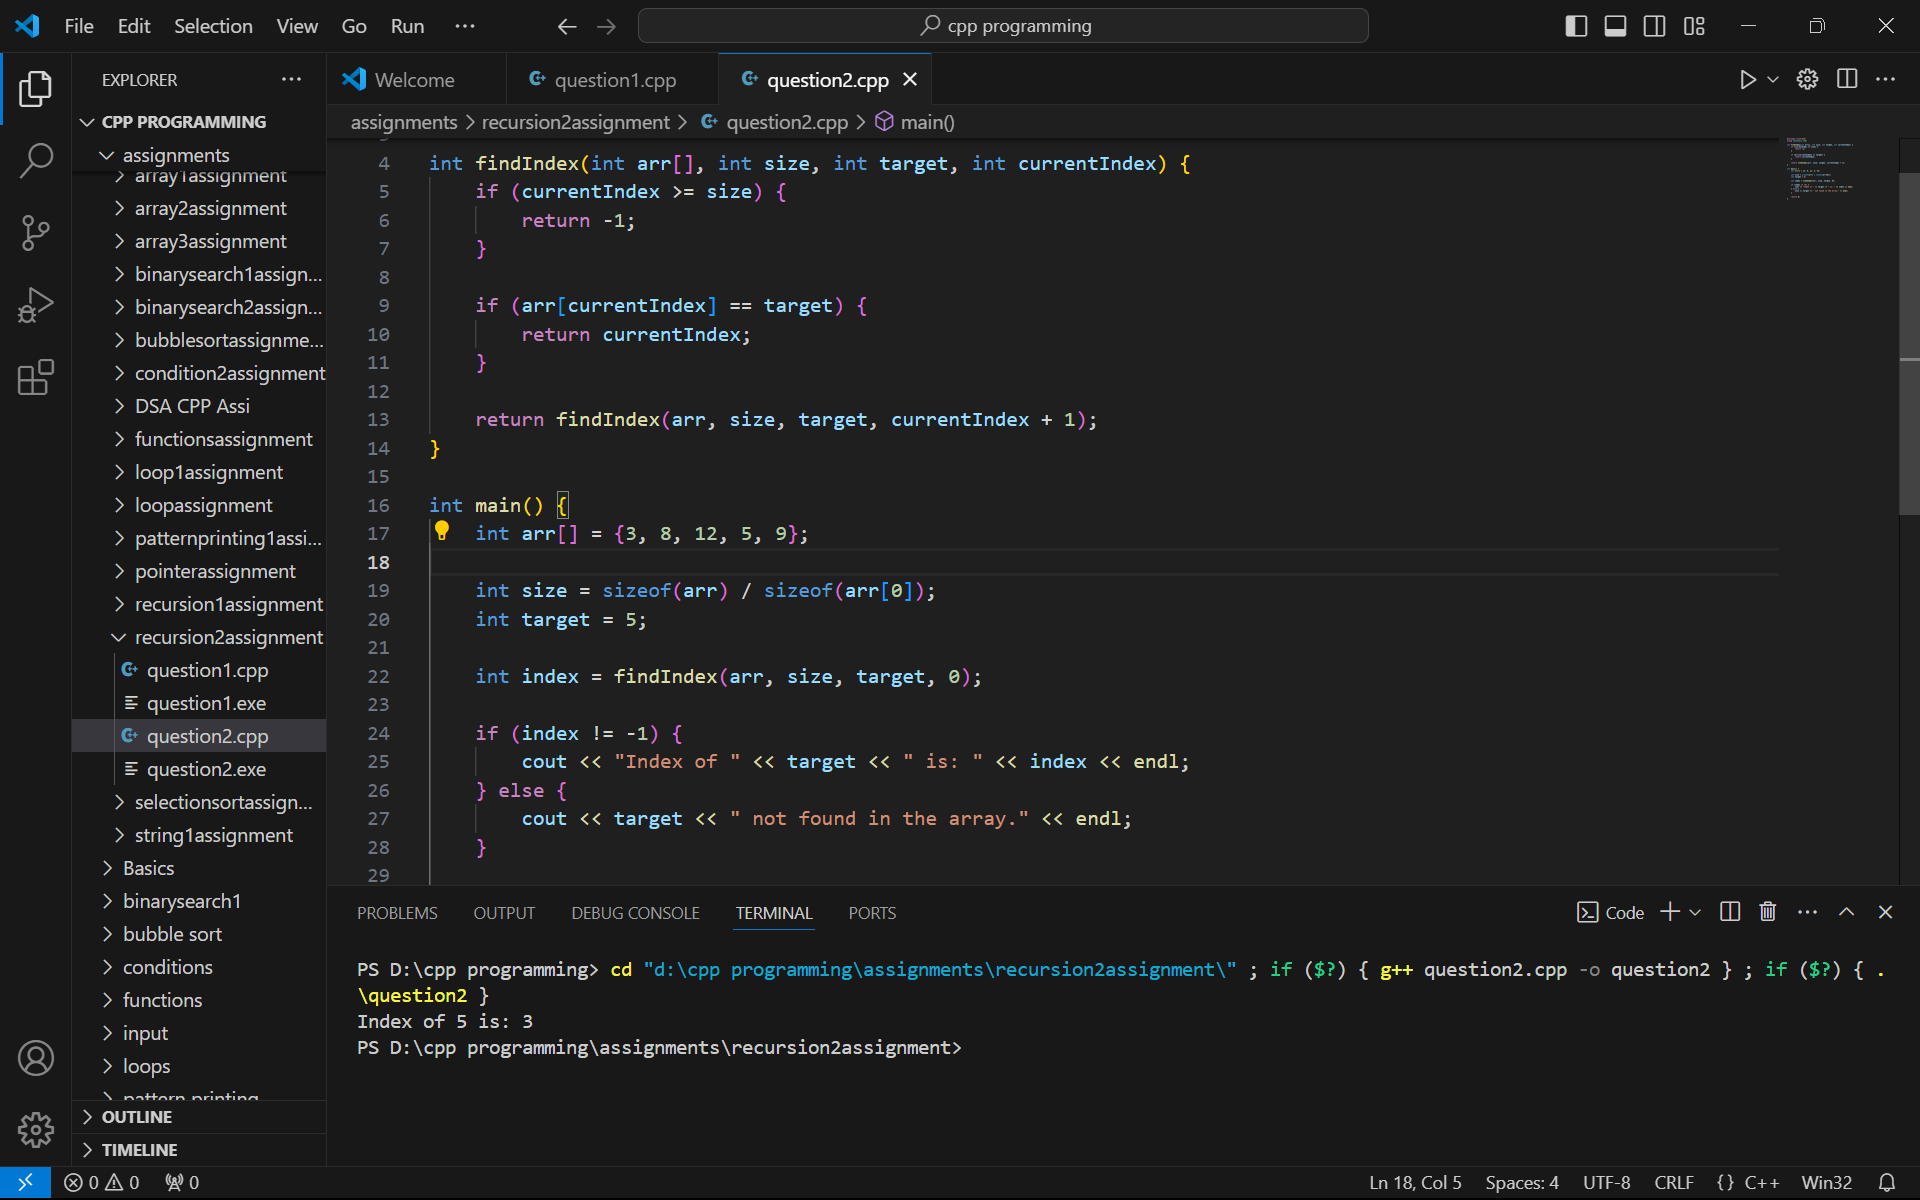 File Edit Selection View Go Run ··· cpp programming
EXPLORER ···
Welcome question1.cpp question2.cpp
CPP PROGRAMMING
assignments > recursion2assignment > question2.cpp > main()
assignments
array1assignment
array2assignment
array3assignment
binarysearch1assign...
binarysearch2assign...
bubblesortassignme...
condition2assignment
DSA CPP Assi
functionsassignment
loop1assignment
loopassignment
patternprinting1assi...
pointerassignment
recursion1assignment
recursion2assignment
question1.cpp
question1.exe
question2.cpp
question2.exe
selectionsortassign...
string1assignment
Basics
binarysearch1
bubble sort
conditions
functions
input
loops
pattern printing
OUTLINE
TIMELINE
4 int findIndex(int arr[], int size, int target, int currentIndex) {
5 if (currentIndex >= size) {
6 return -1;
7 }
8
9 if (arr[currentIndex] == target) {
10 return currentIndex;
11 }
12
13 return findIndex(arr, size, target, currentIndex + 1);
14 }
15
16 int main() {
17 int arr[] = {3, 8, 12, 5, 9};
18
19 int size = sizeof(arr) / sizeof(arr[0]);
20 int target = 5;
21
22 int index = findIndex(arr, size, target, 0);
23
24 if (index != -1) {
25 cout << "Index of " << target << " is: " << index << endl;
26 } else {
27 cout << target << " not found in the array." << endl;
28 }
29
PROBLEMS OUTPUT DEBUG CONSOLE TERMINAL PORTS Code
PS D:\cpp programming> cd "d:\cpp programming\assignments\recursion2assignment\" ; if ($?) { g++ question2.cpp -o question2 } ; if ($?) { .
\question2 }
Index of 5 is: 3
PS D:\cpp programming\assignments\recursion2assignment>
0 0 0 Ln 18, Col 5 Spaces: 4 UTF-8 CRLF {} C++ Win32